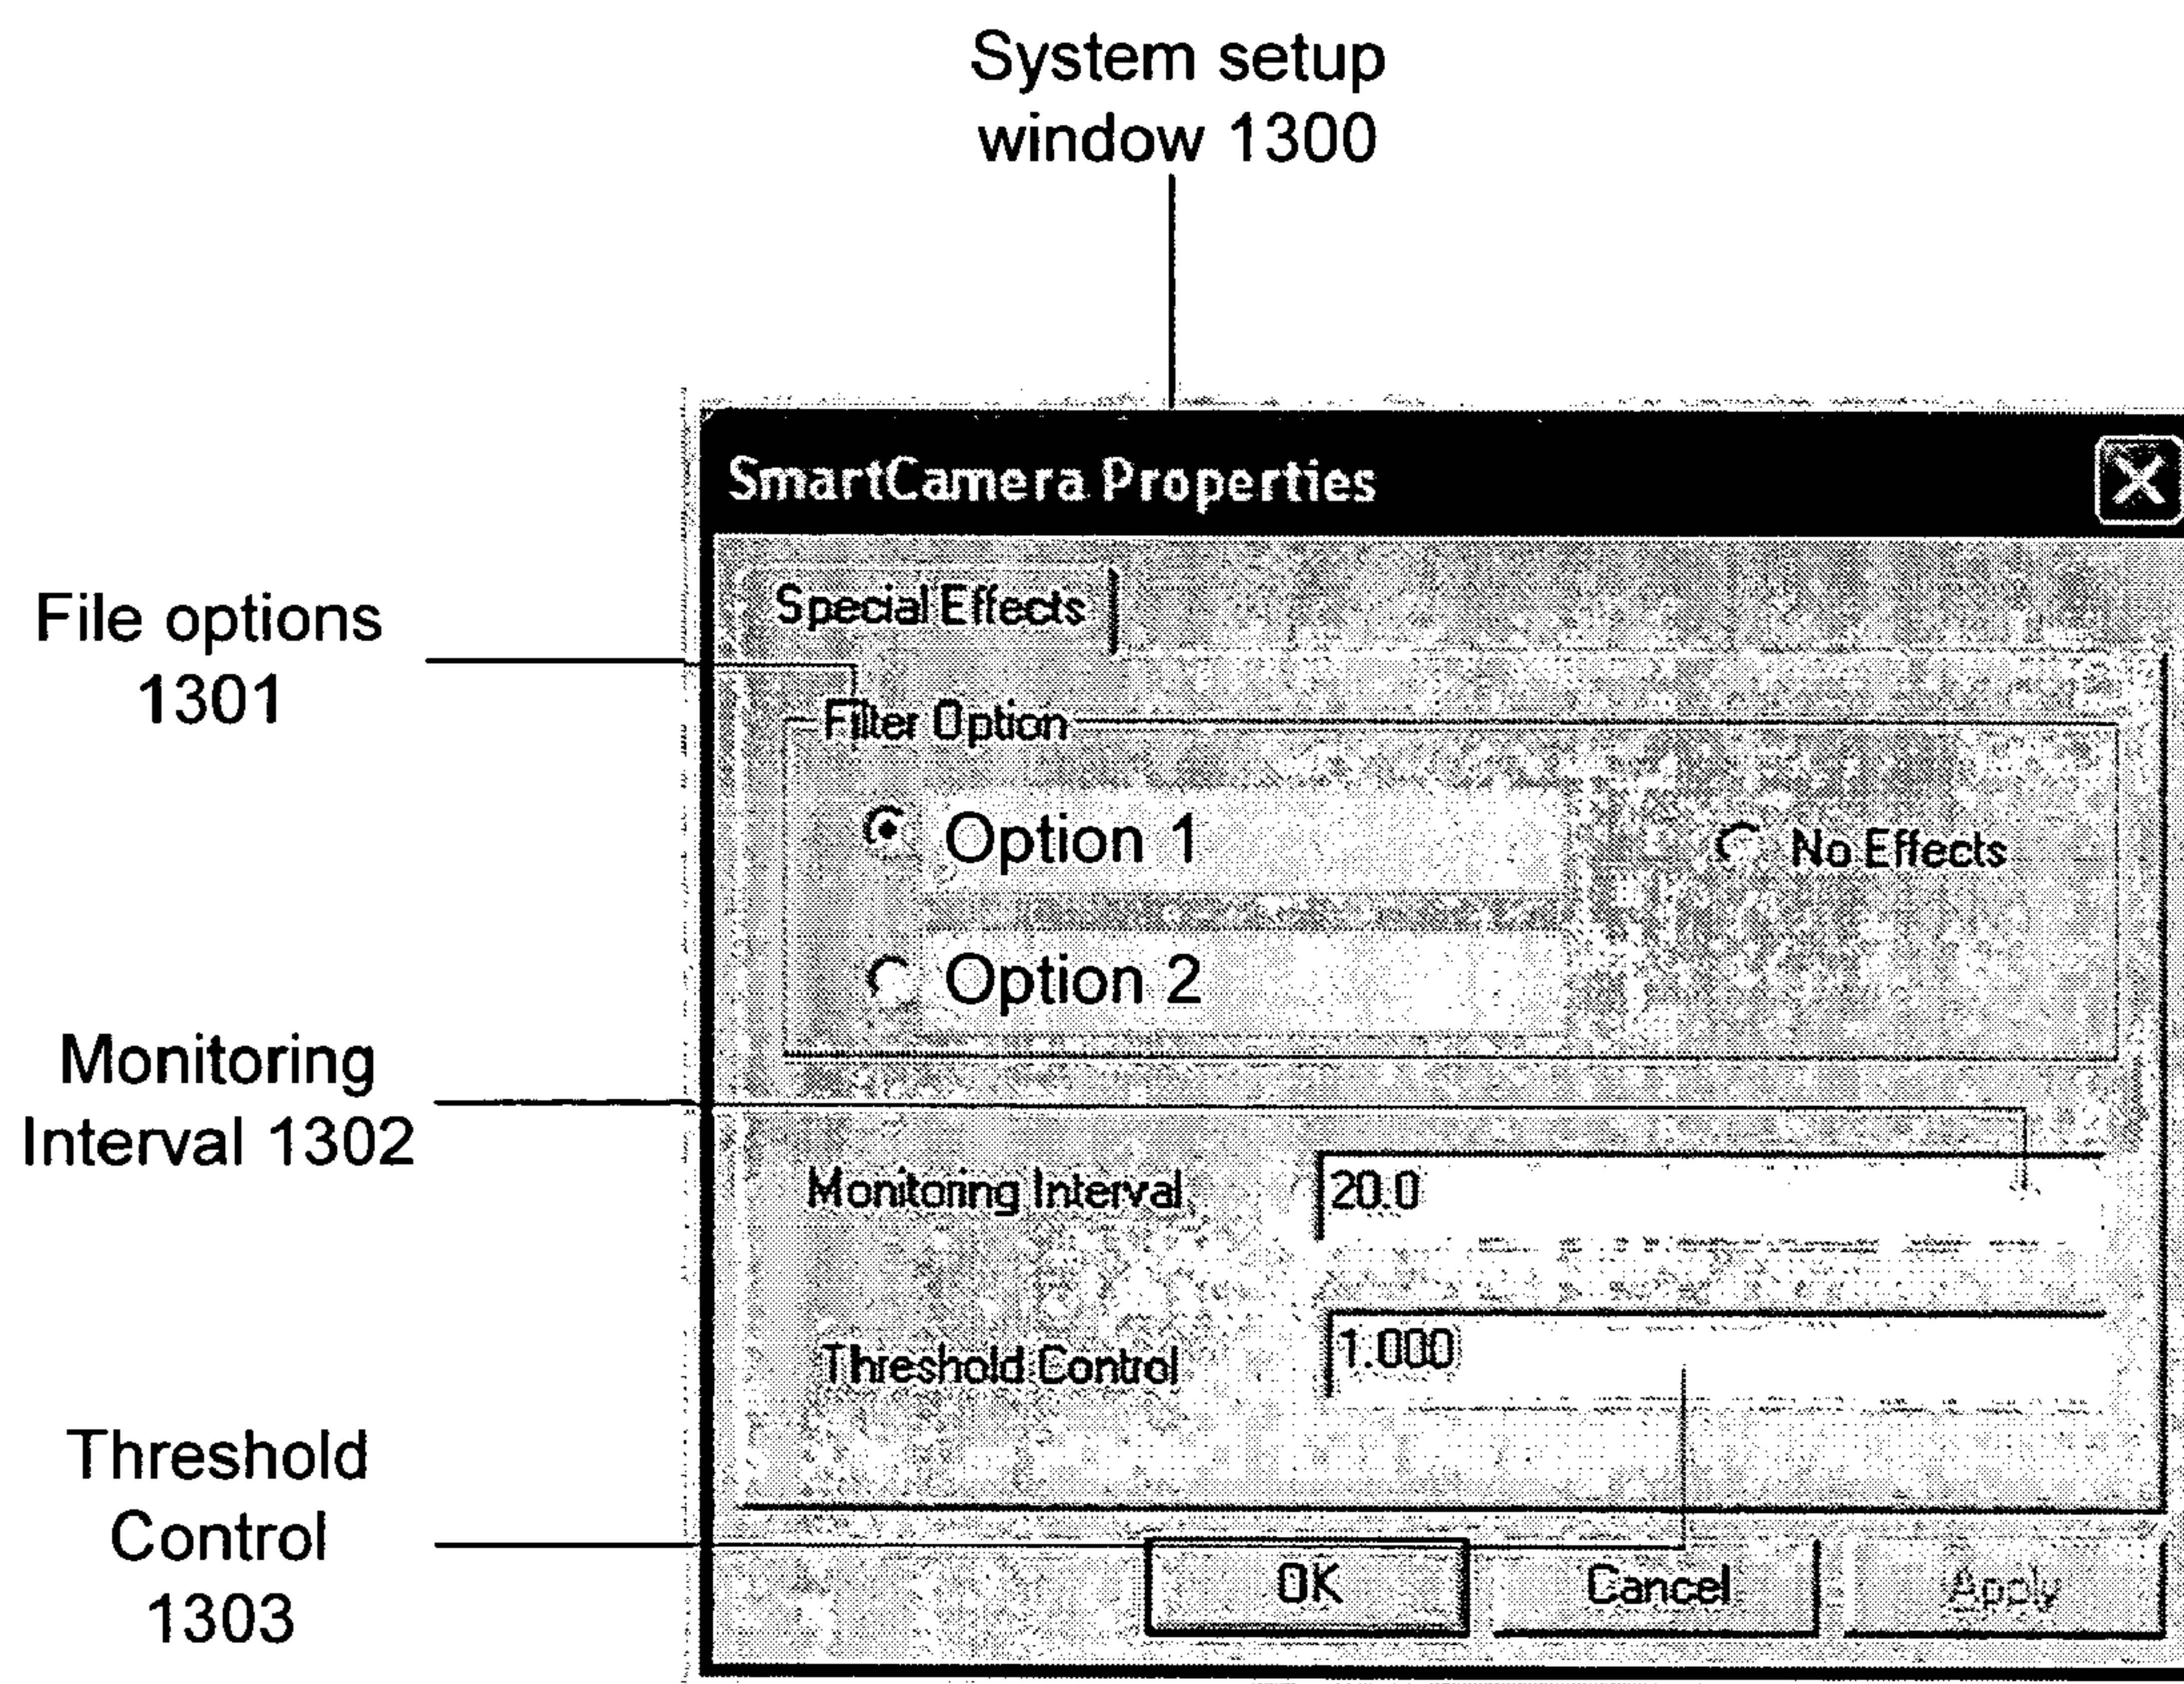 System setup
window 1300
SmartCamera Properties
File options
1301
Special Effects
Filter Option
Option 1
No Effects
Option 2
Monitoring
Interval 1302
Monitoring Interval
20.0
Threshold Control
1.000
Threshold
Control
1303
OK
Cancel
Apply